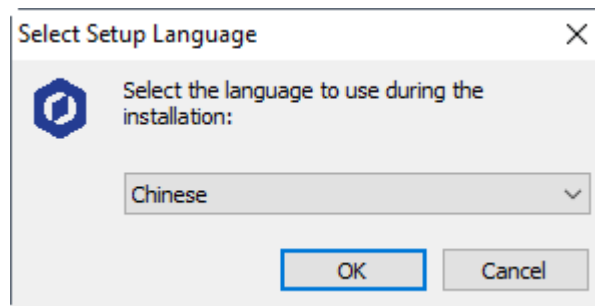 Select Setup Language
Select the language to use during the
installation:
Chinese
OK
Cancel